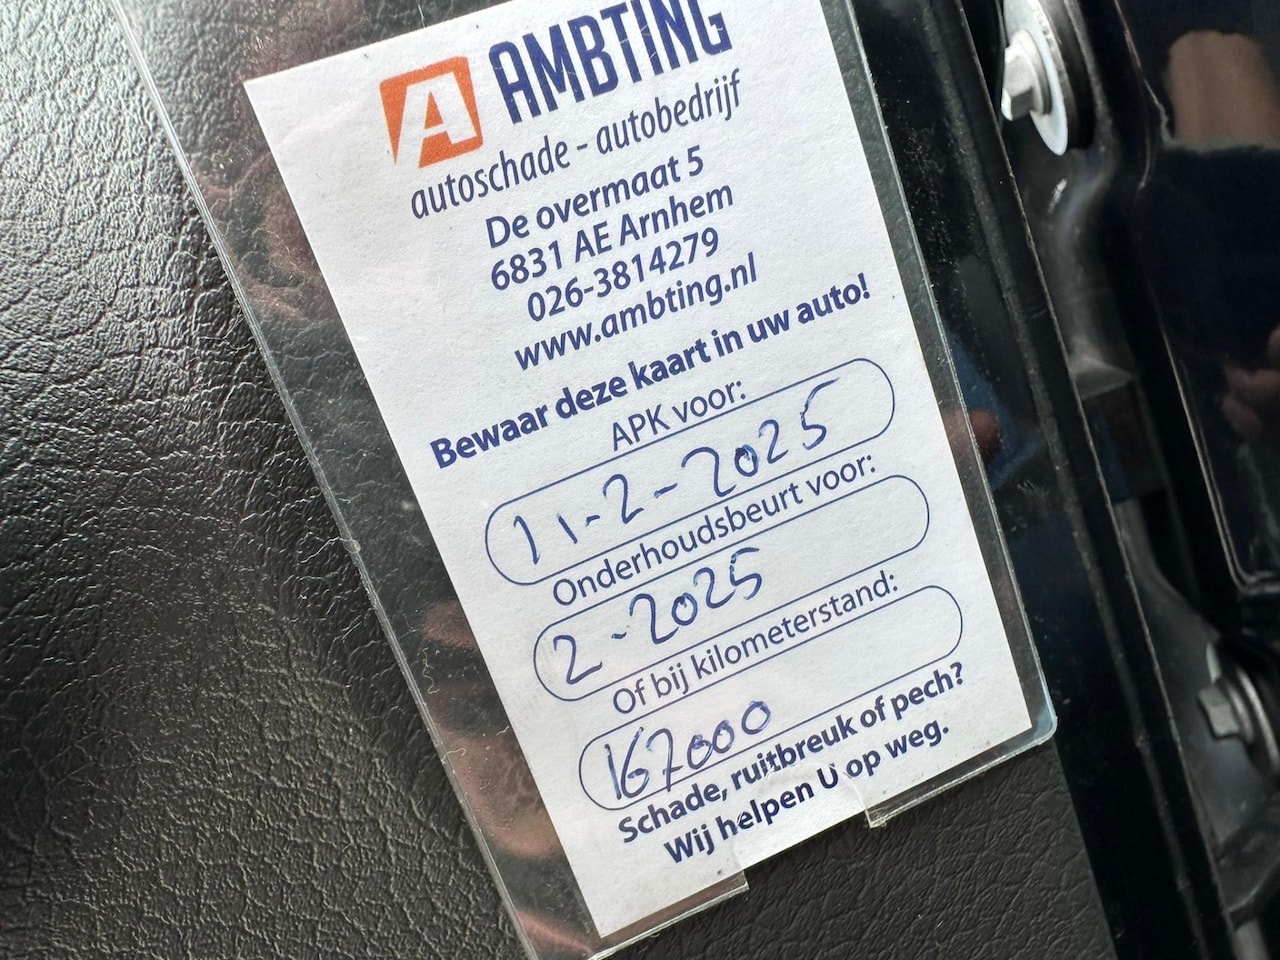 A AMBTING
autoschade - autobedrijf
De overmaat 5
6831 AE Arnhem
026-3814279
www.ambting.nl
Bewaar deze kaart in uw auto!
APK voor:
11-2-2025
Onderhoudsbeurt voor:
2-2025
Of bij kilometerstand:
167000
Schade, ruitbreuk of pech?
Wij helpen U op weg.